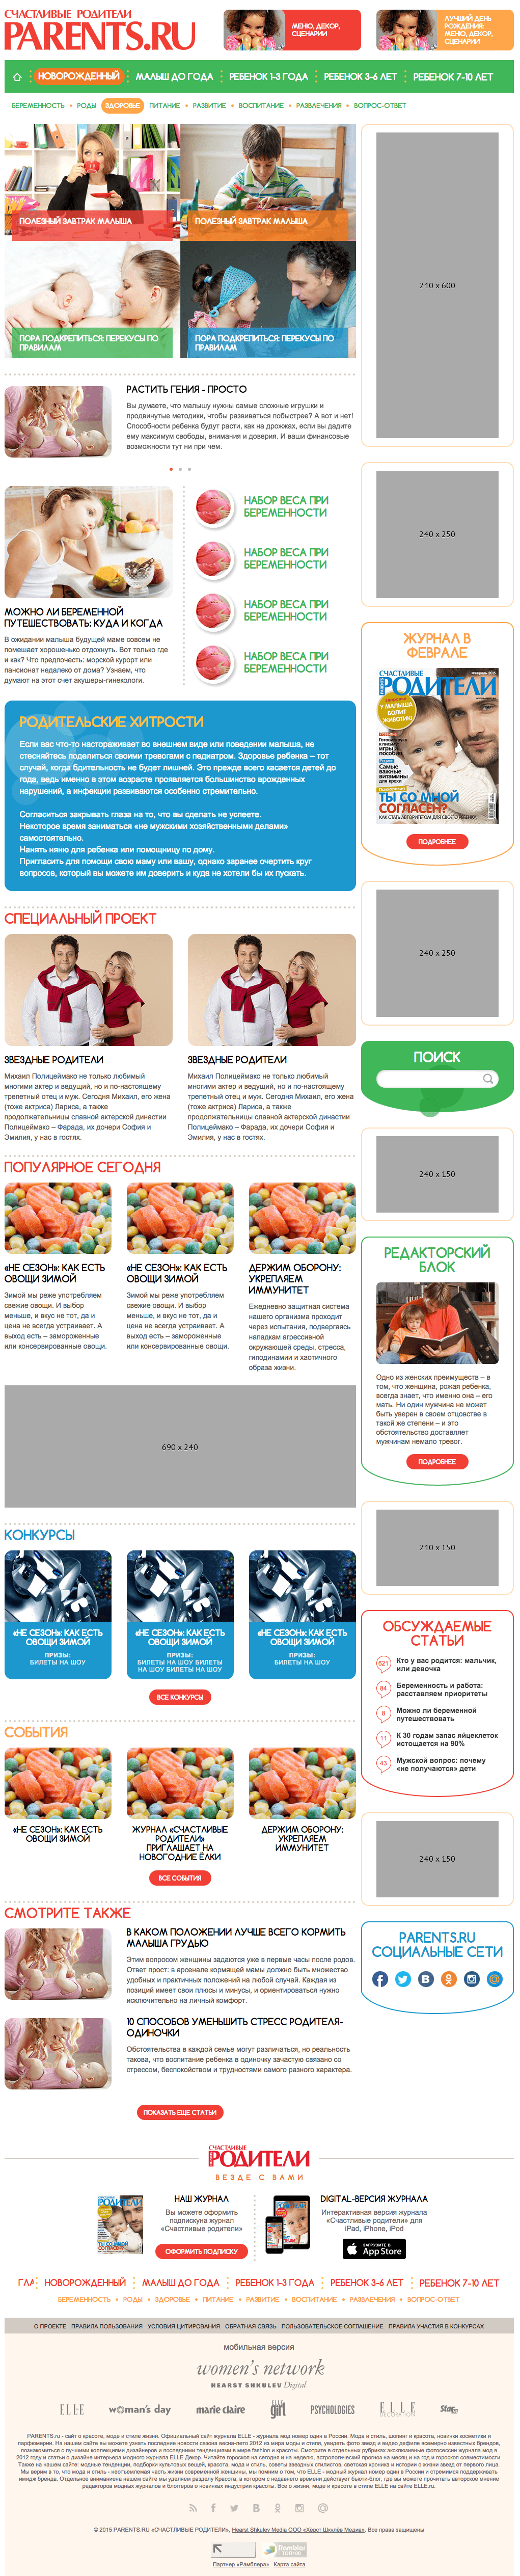 СЧАСТЛИВЫЕ РОДИТЕЛИ
PARENTS.RU
МЕНЮ, ДЕКОР,
СЦЕНАРИИ
ЛУЧШИЙ ДЕНЬ
РОЖДЕНИЯ:
МЕНЮ, ДЕКОР,
СЦЕНАРИИ
НОВОРОЖДЕННЫЙ МАЛЫШ ДО ГОДА РЕБЕНОК 1-3 ГОДА РЕБЕНОК 3-6 ЛЕТ РЕБЕНОК 7-10 ЛЕТ
БЕРЕМЕННОСТЬ • РОДЫ ЗДОРОВЬЕ ПИТАНИЕ • РАЗВИТИЕ • ВОСПИТАНИЕ • РАЗВЛЕЧЕНИЯ • ВОПРОС-ОТВЕТ
ПОЛЕЗНЫЙ ЗАВТРАК МАЛЫША
ПОЛЕЗНЫЙ ЗАВТРАК МАЛЫША
ПОРА ПОДКРЕПИТЬСЯ: ПЕРЕКУСЫ ПО
ПРАВИЛАМ
ПОРА ПОДКРЕПИТЬСЯ: ПЕРЕКУСЫ ПО
ПРАВИЛАМ
РАСТИТЬ ГЕНИЯ - ПРОСТО
Вы думаете, что малышу нужны самые сложные игрушки и
продвинутые методики, чтобы развиваться побыстрее? А вот и нет!
Способности ребенка будут расти, как на дрожжах, если вы дадите
ему максимум свободы, внимания и доверия. И ваши финансовые
возможности тут ни при чем.
МОЖНО ЛИ БЕРЕМЕННОЙ
ПУТЕШЕСТВОВАТЬ: КУДА И КОГДА
В ожидании малыша будущей маме совсем не
помешает хорошенько отдохнуть. Вот только где
и как? Что предпочесть: морской курорт или
пансионат недалеко от дома? Узнаем, что
думают на этот счет акушеры-гинекологи.
НАБОР ВЕСА ПРИ
БЕРЕМЕННОСТИ
НАБОР ВЕСА ПРИ
БЕРЕМЕННОСТИ
НАБОР ВЕСА ПРИ
БЕРЕМЕННОСТИ
НАБОР ВЕСА ПРИ
БЕРЕМЕННОСТИ
РОДИТЕЛЬСКИЕ ХИТРОСТИ
Если вас что-то настораживает во внешнем виде или поведении малыша, не
стесняйтесь поделиться своими тревогами с педиатром. Здоровье ребенка – тот
случай, когда бдительность не будет лишней. Это прежде всего касается детей до
года, ведь именно в этом возрасте проявляется большинство врожденных
нарушений, а инфекции развиваются особенно стремительно.
Согласиться закрывать глаза на то, что вы сделать не успеете.
Некоторое время заниматься «не мужскими хозяйственными делами»
самостоятельно.
Нанять няню для ребенка или помощницу по дому.
Пригласить для помощи свою маму или вашу, однако заранее очертить круг
вопросов, который вы можете им доверить и куда не хотели бы их пускать.
СПЕЦИАЛЬНЫЙ ПРОЕКТ
ЗВЕЗДНЫЕ РОДИТЕЛИ
Михаил Полицеймако не только любимый
многими актер и ведущий, но и по-настоящему
трепетный отец и муж. Сегодня Михаил, его жена
(тоже актриса) Лариса, а также
продолжательницы славной актерской династии
Полицеймако – Фарада, их дочери София и
Эмилия, у нас в гостях.
ЗВЕЗДНЫЕ РОДИТЕЛИ
Михаил Полицеймако не только любимый
многими актер и ведущий, но и по-настоящему
трепетный отец и муж. Сегодня Михаил, его жена
(тоже актриса) Лариса, а также
продолжательницы славной актерской династии
Полицеймако – Фарада, их дочери София и
Эмилия, у нас в гостях.
ПОПУЛЯРНОЕ СЕГОДНЯ
«НЕ СЕЗОН»: КАК ЕСТЬ
ОВОЩИ ЗИМОЙ
Зимой мы реже употребляем
свежие овощи. И выбор
меньше, и вкус не тот, да и
цена не всегда устраивает. А
выход есть – замороженные
или консервированные овощи.
«НЕ СЕЗОН»: КАК ЕСТЬ
ОВОЩИ ЗИМОЙ
Зимой мы реже употребляем
свежие овощи. И выбор
меньше, и вкус не тот, да и
цена не всегда устраивает. А
выход есть – замороженные
или консервированные овощи.
ДЕРЖИМ ОБОРОНУ:
УКРЕПЛЯЕМ
ИММУНИТЕТ
Ежедневно защитная система
нашего организма проходит
через испытания, подвергаясь
нападкам агрессивной
окружающей среды, стресса,
гиподинамии и хаотичного
образа жизни.
690 x 240
КОНКУРСЫ
«НЕ СЕЗОН»: КАК ЕСТЬ
ОВОЩИ ЗИМОЙ
ПРИЗЫ:
БИЛЕТЫ НА ШОУ
«НЕ СЕЗОН»: КАК ЕСТЬ
ОВОЩИ ЗИМОЙ
ПРИЗЫ:
БИЛЕТЫ НА ШОУ БИЛЕТЫ
НА ШОУ БИЛЕТЫ НА ШОУ
«НЕ СЕЗОН»: КАК ЕСТЬ
ОВОЩИ ЗИМОЙ
ПРИЗЫ:
БИЛЕТЫ НА ШОУ
ВСЕ КОНКУРСЫ
СОБЫТИЯ
«НЕ СЕЗОН»: КАК ЕСТЬ
ОВОЩИ ЗИМОЙ
ЖУРНАЛ «СЧАСТЛИВЫЕ
РОДИТЕЛИ»
ПРИГЛАШАЕТ НА
НОВОГОДНИЕ ЁЛКИ
ДЕРЖИМ ОБОРОНУ:
УКРЕПЛЯЕМ
ИММУНИТЕТ
ВСЕ СОБЫТИЯ
СМОТРИТЕ ТАКЖЕ
В КАКОМ ПОЛОЖЕНИИ ЛУЧШЕ ВСЕГО КОРМИТЬ
МАЛЫША ГРУДЬЮ
Этим вопросом женщины задаются уже в первые часы после родов.
Ответ прост: в арсенале кормящей мамы должно быть множество
удобных и практичных положений на любой случай. Каждая из
позиций имеет свои плюсы и минусы, и ориентироваться нужно
исключительно на личный комфорт.
10 СПОСОБОВ УМЕНЬШИТЬ СТРЕСС РОДИТЕЛЯ-
ОДИНОЧКИ
Обстоятельства в каждой семье могут различаться, но реальность
такова, что воспитание ребенка в одиночку зачастую связано со
стрессом, беспокойством и трудностями самого разного характера.
ПОКАЗАТЬ ЕЩЕ СТАТЬИ
240 x 600
240 x 250
ЖУРНАЛ В
ФЕВРАЛЕ
СЧАСТЛИВЫЕ
РОДИТЕЛИ
У МАЛЫША
БОЛИТ
ЖИВОТИК!
Самые
важные
витамины
для крохи
ТЫ СО МНОЙ
СОГЛАСЕН?
КАК СТАТЬ АВТОРИТЕТОМ ДЛЯ СВОЕГО РЕБЕНКА
ПОДРОБНЕЕ
240 x 250
ПОИСК
240 x 150
РЕДАКТОРСКИЙ
БЛОК
Одно из женских преимуществ – в
том, что женщина, рожая ребенка,
всегда знает, что именно она – его
мать. Ни один мужчина не может
быть уверен в своем отцовстве в
такой же степени – и это
обстоятельство доставляет
мужчинам немало тревог.
ПОДРОБНЕЕ
240 x 150
ОБСУЖДАЕМЫЕ
СТАТЬИ
621 Кто у вас родится: мальчик,
или девочка
84 Беременность и работа:
расставляем приоритеты
6 Можно ли беременной
путешествовать
11 К 30 годам запас яйцеклеток
истощается на 90%
43 Мужской вопрос: почему
«не получаются» дети
240 x 150
PARENTS.RU
СОЦИАЛЬНЫЕ СЕТИ
СЧАСТЛИВЫЕ
РОДИТЕЛИ
ВЕЗДЕ С ВАМИ
НАШ ЖУРНАЛ
Вы можете оформить
подпискуна журнал
«Счастливые родители»
ОФОРМИТЬ ПОДПИСКУ
DIGITAL-ВЕРСИЯ ЖУРНАЛА
Интерактивная версия журнала
«Счастливые родители» для
iPad, iPhone, iPod
ЗАГРУЗИТЕ В
App Store
ГЛ НОВОРОЖДЕННЫЙ МАЛЫШ ДО ГОДА РЕБЕНОК 1-3 ГОДА РЕБЕНОК 3-6 ЛЕТ РЕБЕНОК 7-10 ЛЕТ
БЕРЕМЕННОСТЬ • РОДЫ • ЗДОРОВЬЕ • ПИТАНИЕ • РАЗВИТИЕ • ВОСПИТАНИЕ • РАЗВЛЕЧЕНИЯ • ВОПРОС-ОТВЕТ
О ПРОЕКТЕ ПРАВИЛА ПОЛЬЗОВАНИЯ УСЛОВИЯ ЦИТИРОВАНИЯ ОБРАТНАЯ СВЯЗЬ ПОЛЬЗОВАТЕЛЬСКОЕ СОГЛАШЕНИЕ ПРАВИЛА УЧАСТИЯ В КОНКУРСАХ
мобильная версия
women's network
HEARST SHKULEV Digital
ELLE woman's day marie claire elle girl PSYCHOLOGIES ELLE DECORATION Star
© 2015 PARENTS.RU «СЧАСТЛИВЫЕ РОДИТЕЛИ», Hearst Shkulev Media ООО «Хёрст Шкулёв Медиа». Все права защищены
Партнер «Рамблера» Карта сайта